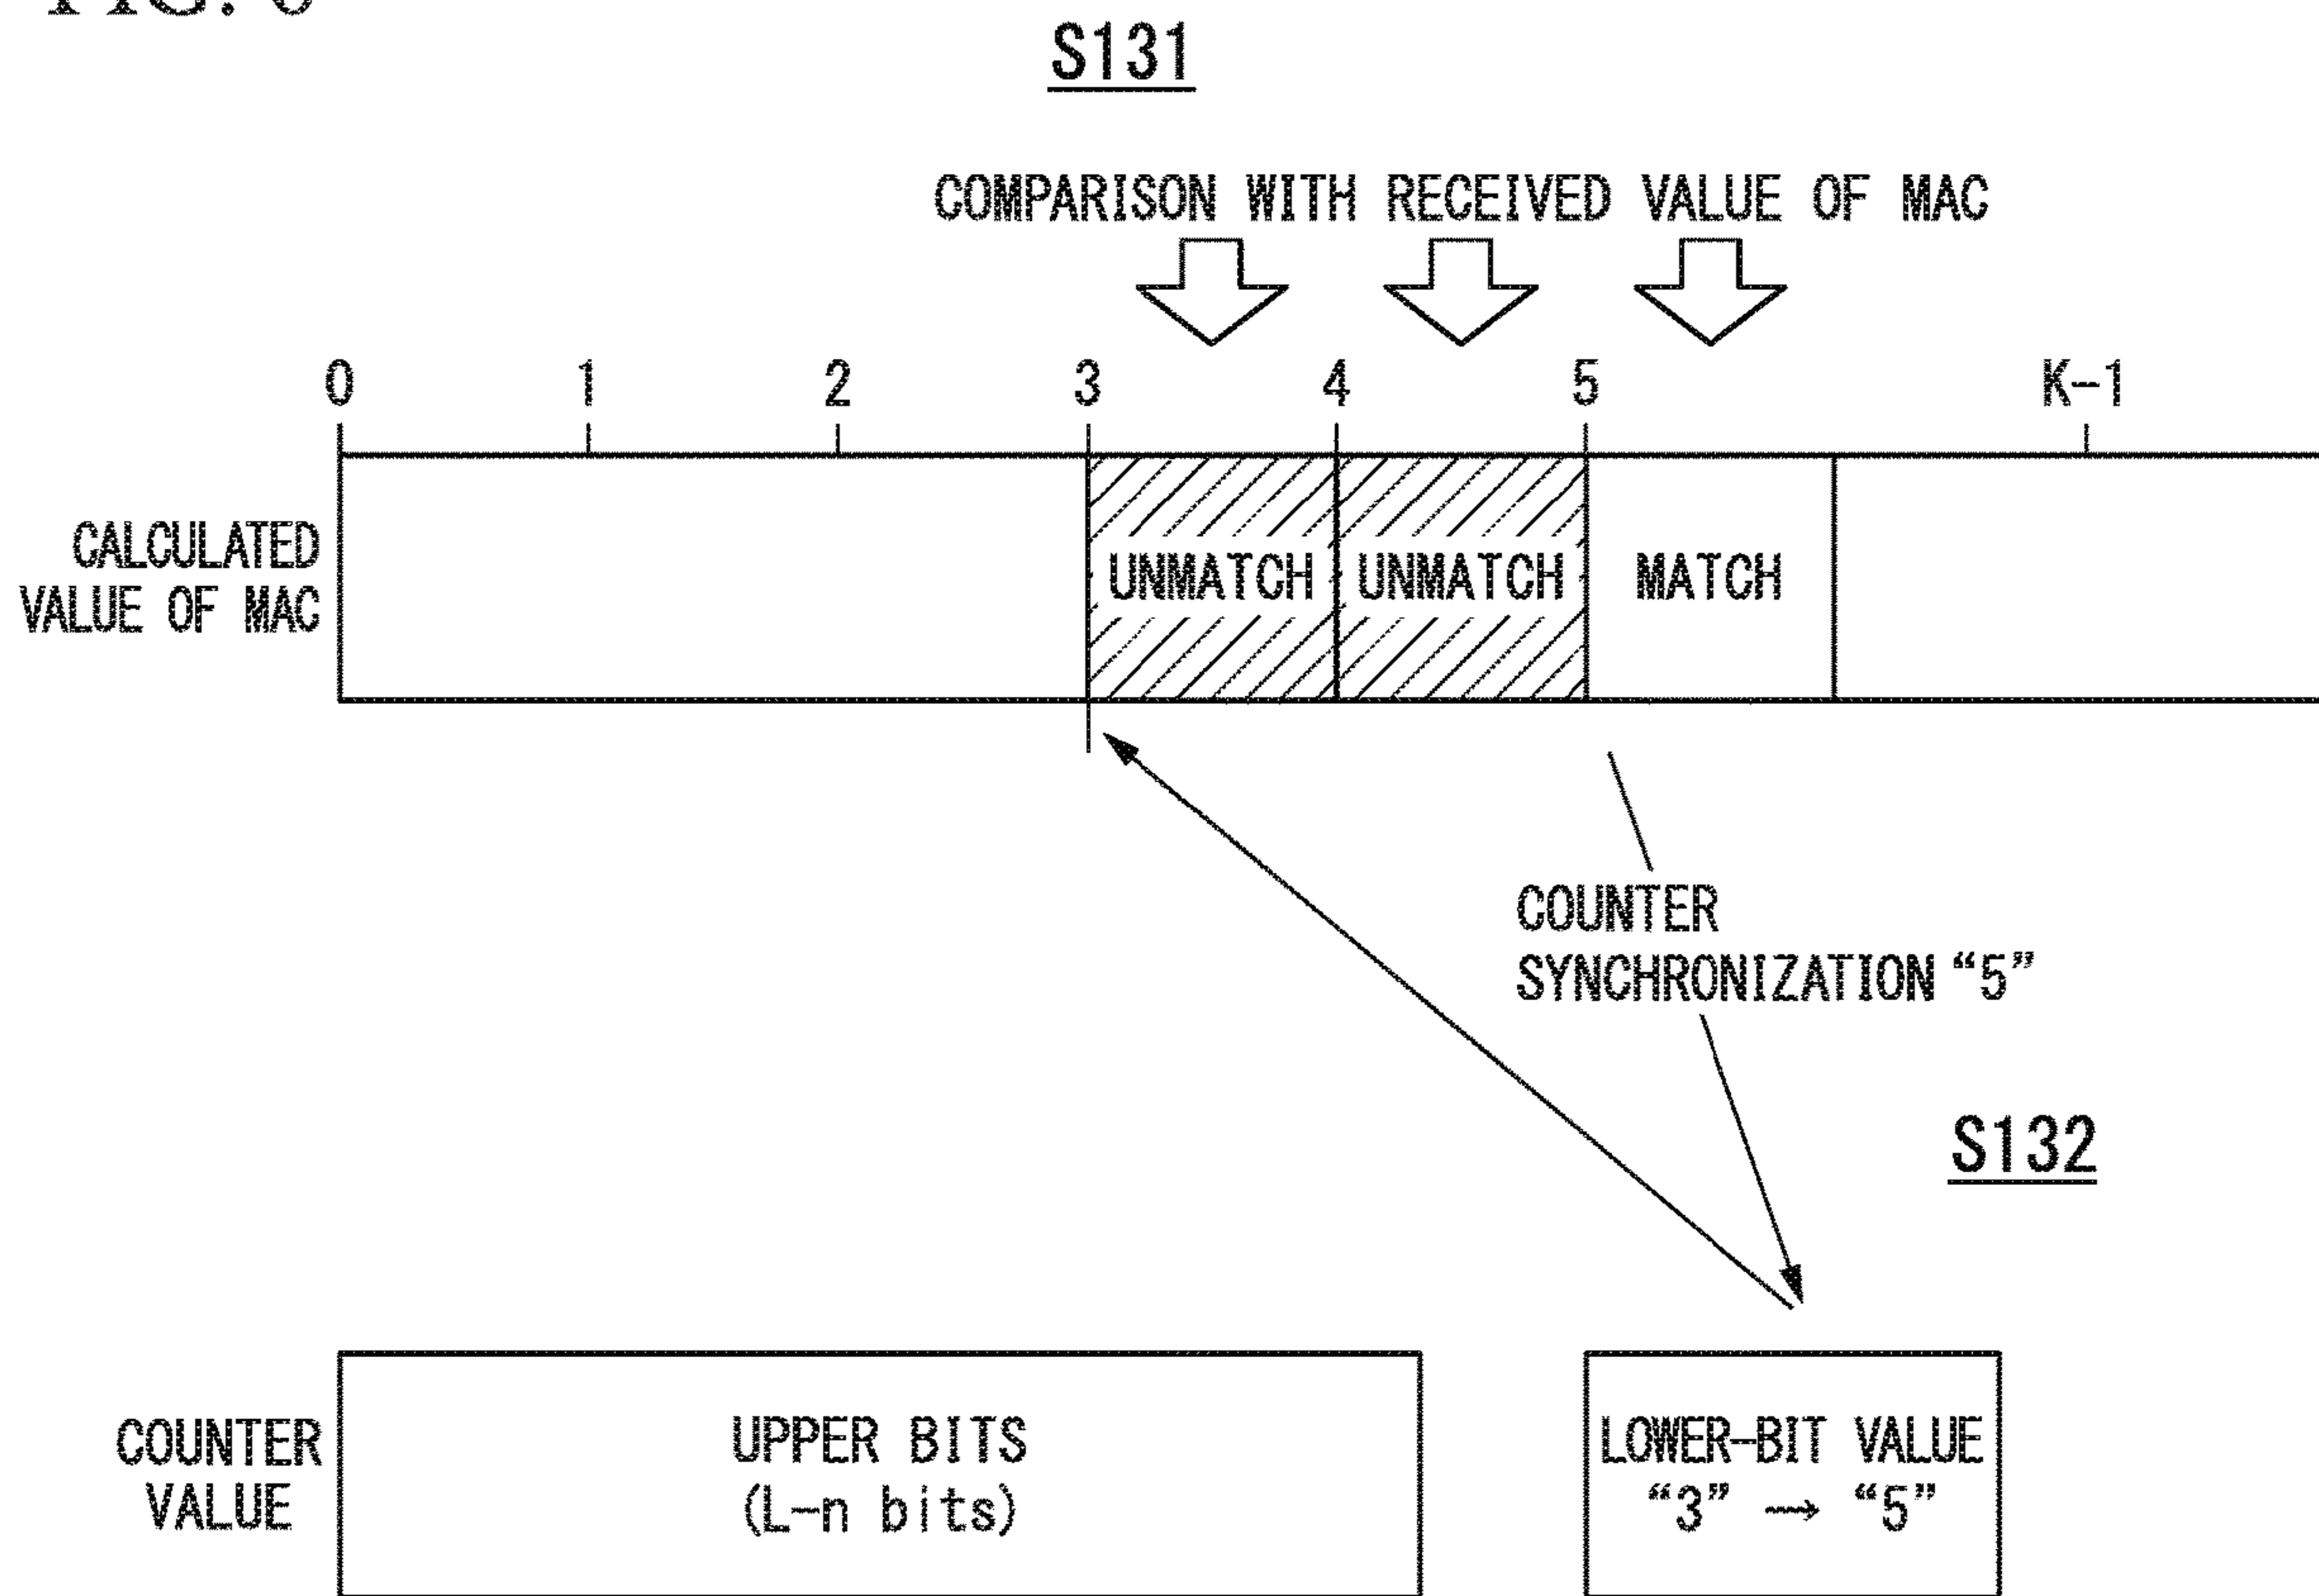 S131
COMPARISON WITH RECEIVED VALUE OF MAC
0 1 2 3 4 5 K-1
CALCULATED
VALUE OF MAC
UNMATCH UNMATCH MATCH
COUNTER
SYNCHRONIZATION “5”
S132
COUNTER
VALUE
UPPER BITS
(L-n bits)
LOWER-BIT VALUE
“3” → “5”